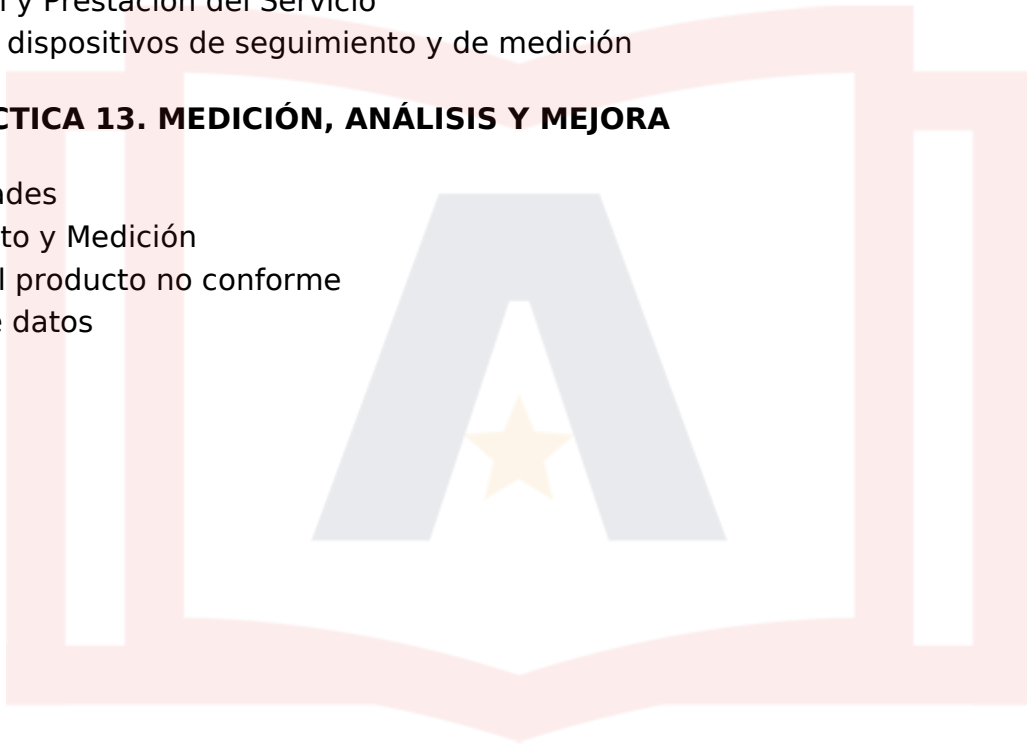 y Prestación del Servicio
dispositivos de seguimiento y de medición
CTICA 13. MEDICIÓN, ANÁLISIS Y MEJORA
ades
to y Medición
l producto no conforme
e datos